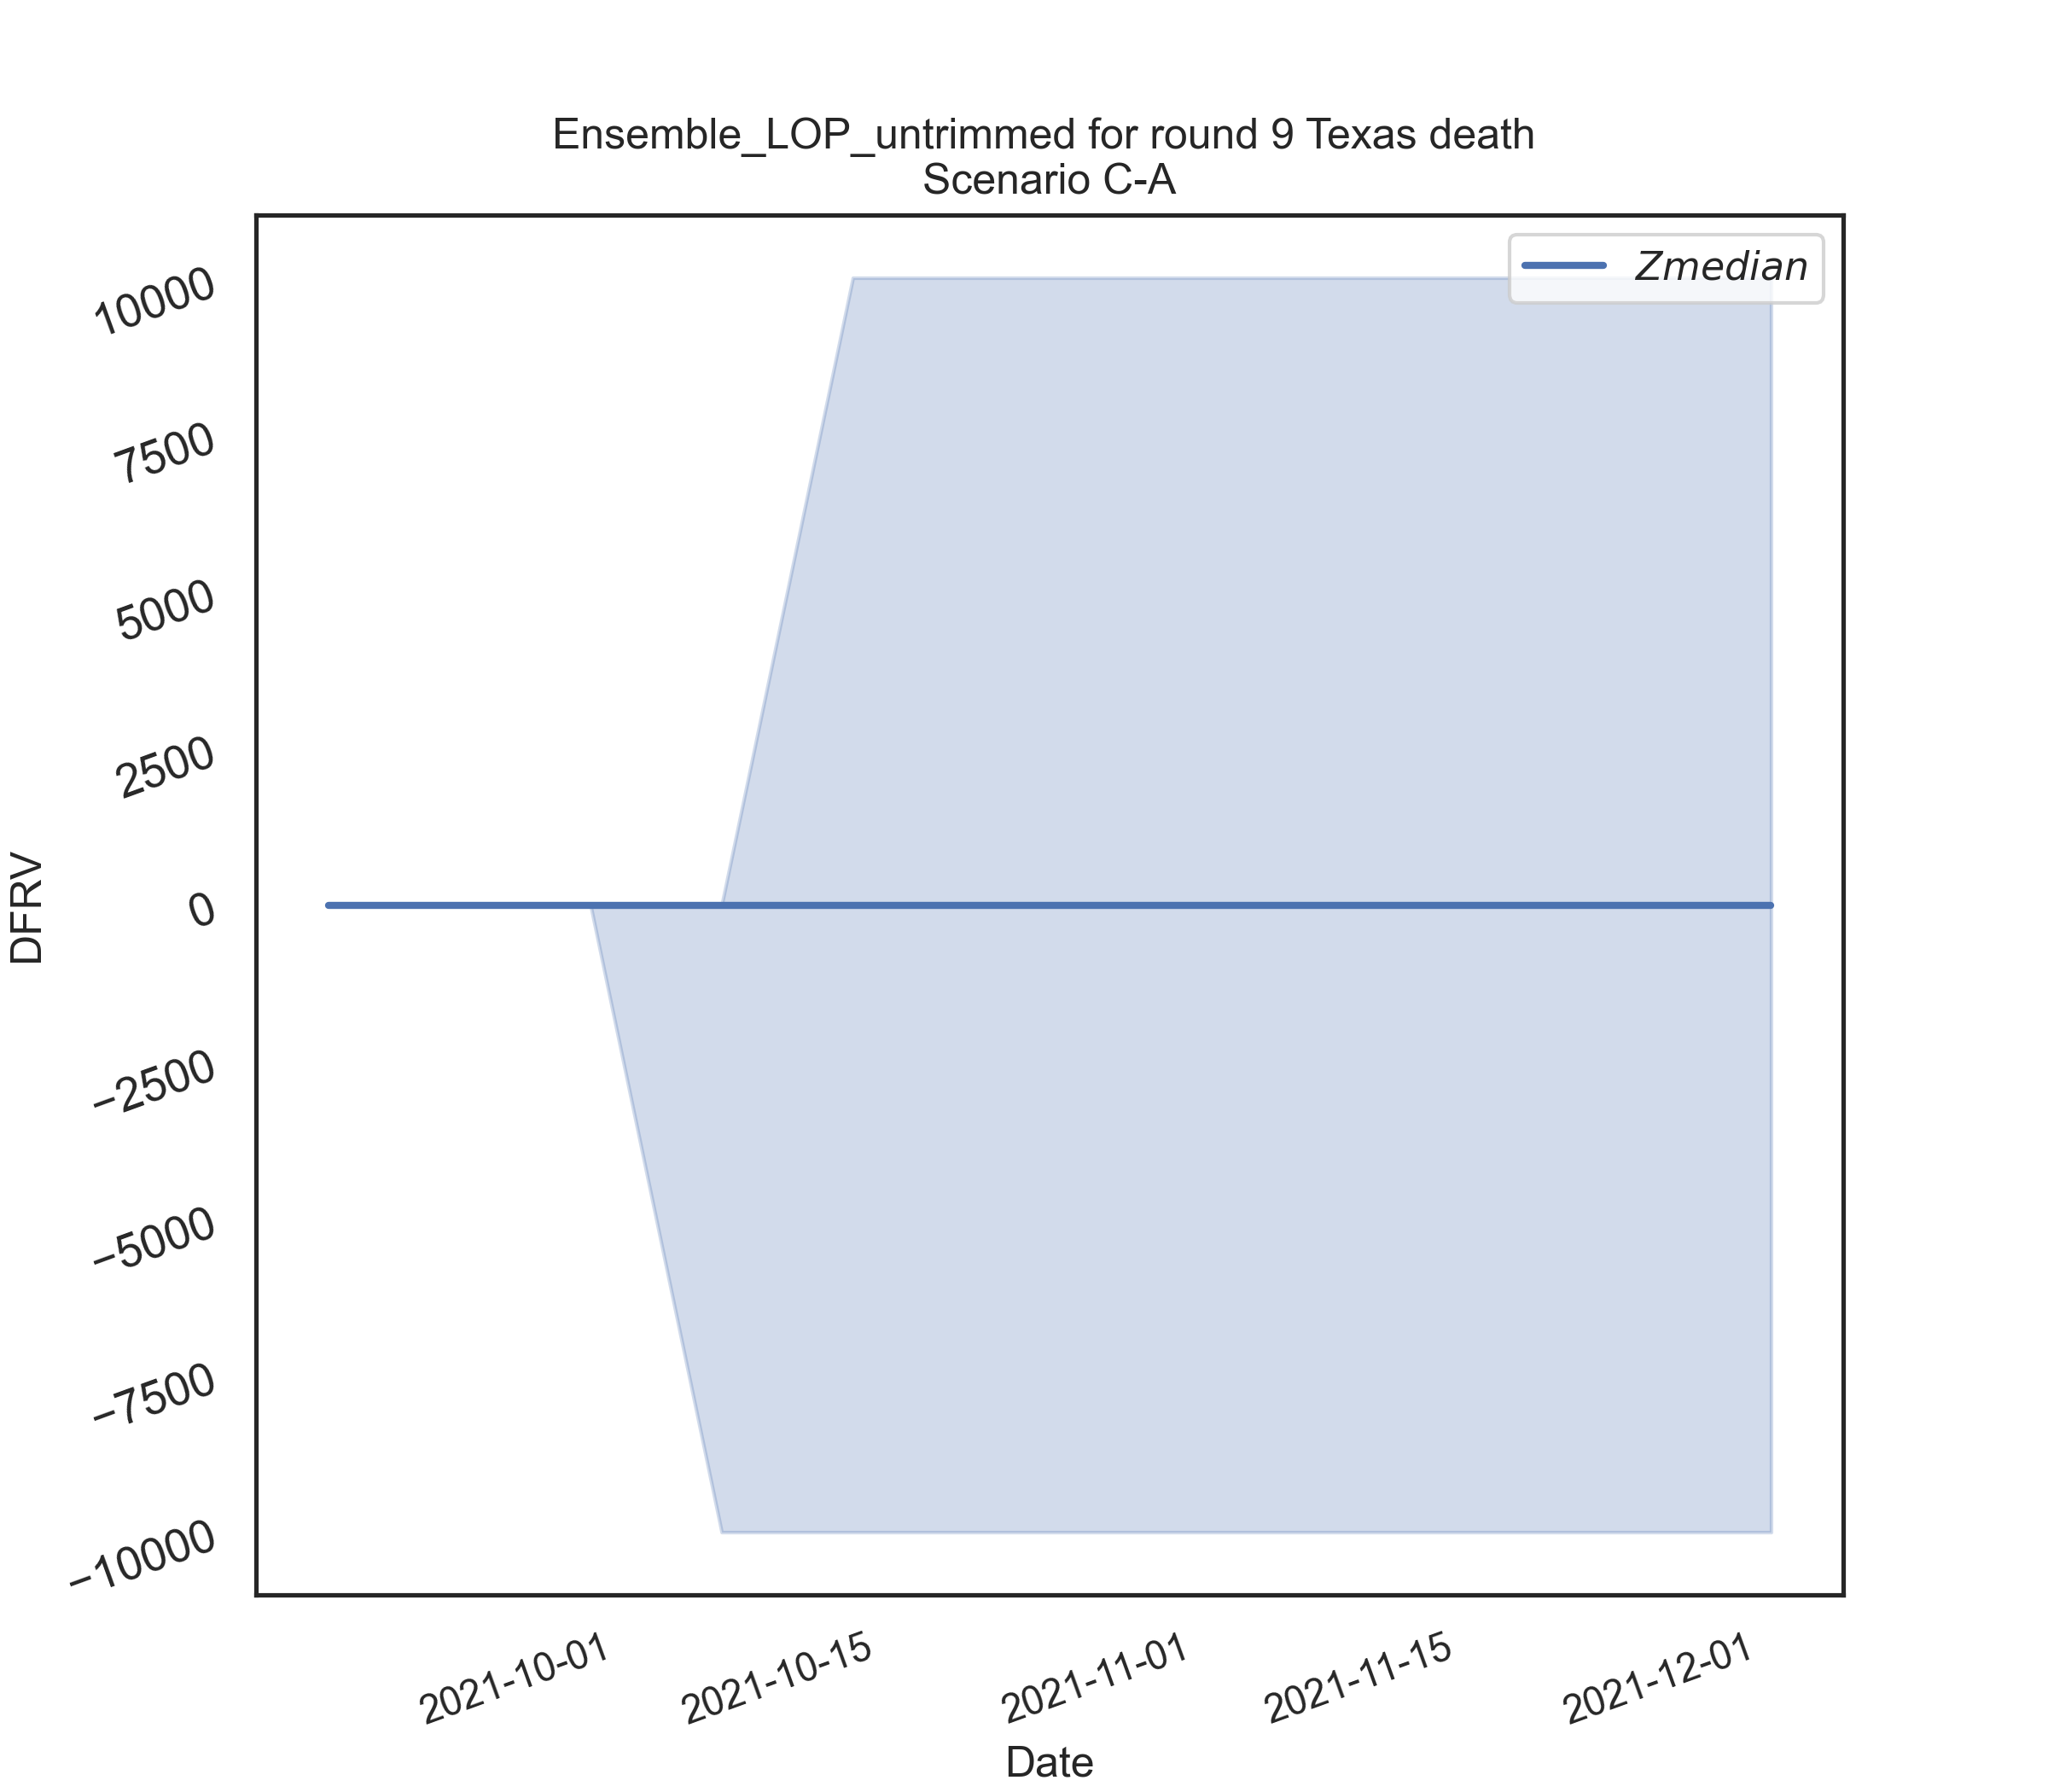 Ensemble_LOP_untrimmed for round 9 Texas death
Scenario C-A
Zmedian
10000
7500
5000
2500
0
−2500
−5000
−7500
−10000
DFRV
2021-10-01
2021-10-15
2021-11-01
2021-11-15
2021-12-01
Date